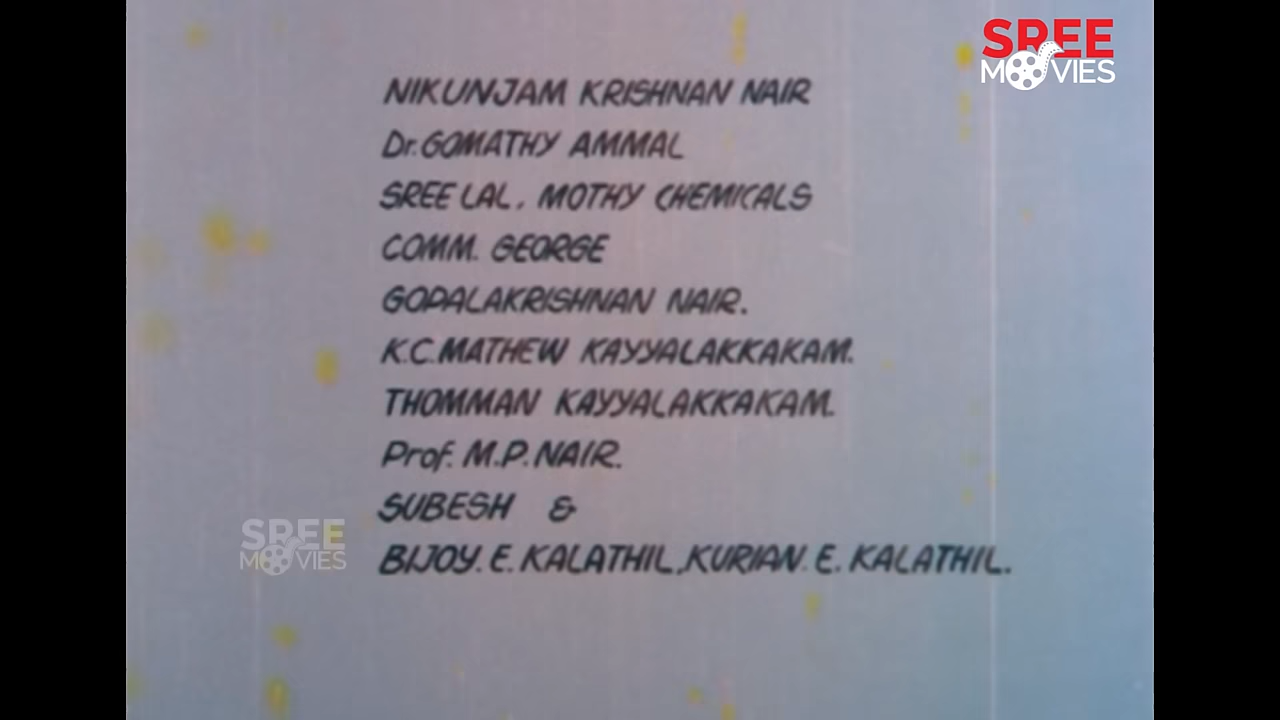 SREE
MOVIES
NIKUNJAM KRISHNAN NAIR
Dr. GOMATHY AMMAL
SREE LAL, MOTHY CHEMICALS
COMM. GEORGE
GOPALAKRISHNAN NAIR.
K.C. MATHEW KAYYALAKKAKAM.
THOMMAN KAYYALAKKAKAM.
Prof. M.P. NAIR.
SUBESH &
SREE
MOVIES
BIJOY. E. KALATHIL, KURIAN. E. KALATHIL.